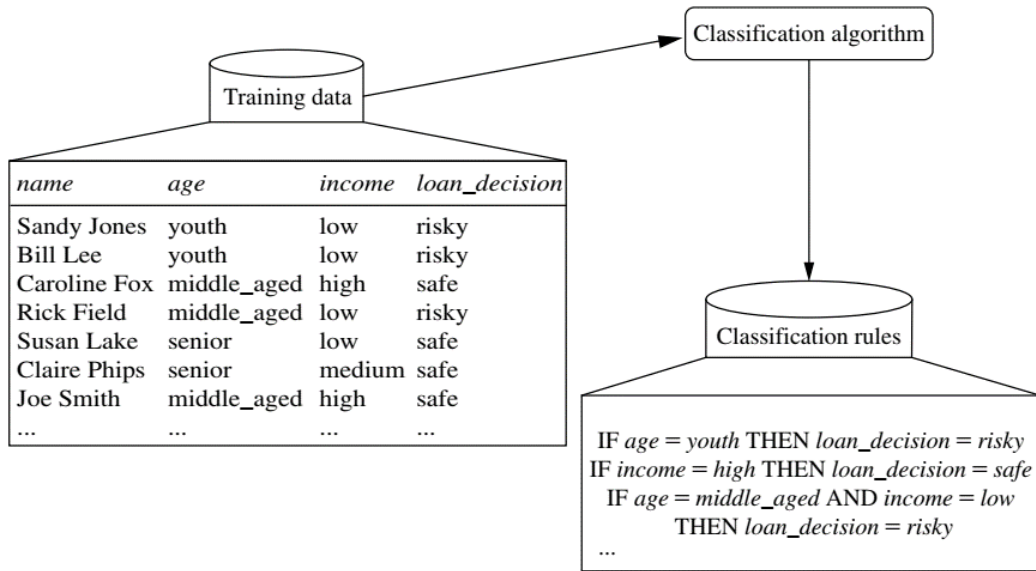 Classification algorithm
Training data
name age income loan_decision
Sandy Jones youth low risky
Bill Lee youth low risky
Caroline Fox middle_aged high safe
Rick Field middle_aged low risky
Susan Lake senior low safe
Claire Phips senior medium safe
Joe Smith middle_aged high safe
... ... ... ...
Classification rules
IF age = youth THEN loan_decision = risky
IF income = high THEN loan_decision = safe
IF age = middle_aged AND income = low
THEN loan_decision = risky
...